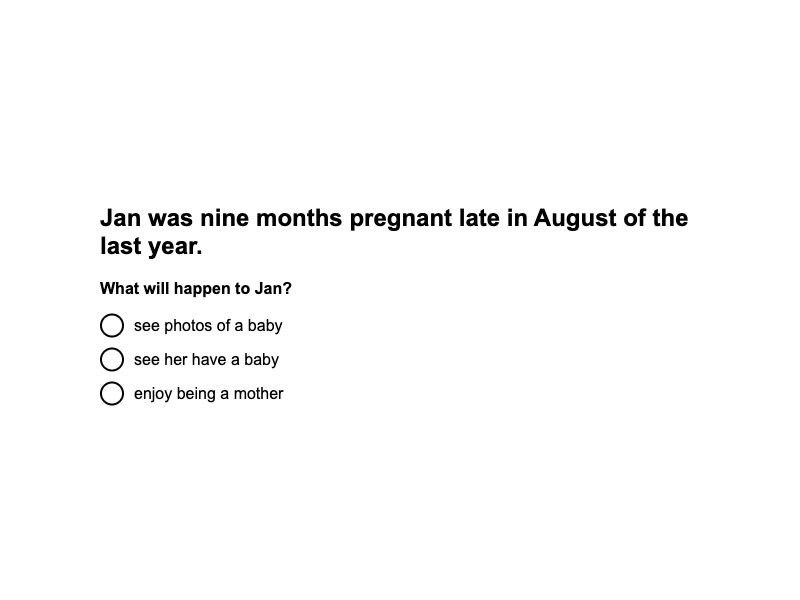 Jan was nine months pregnant late in August of the
last year.
What will happen to Jan?
see photos of a baby
see her have a baby
enjoy being a mother